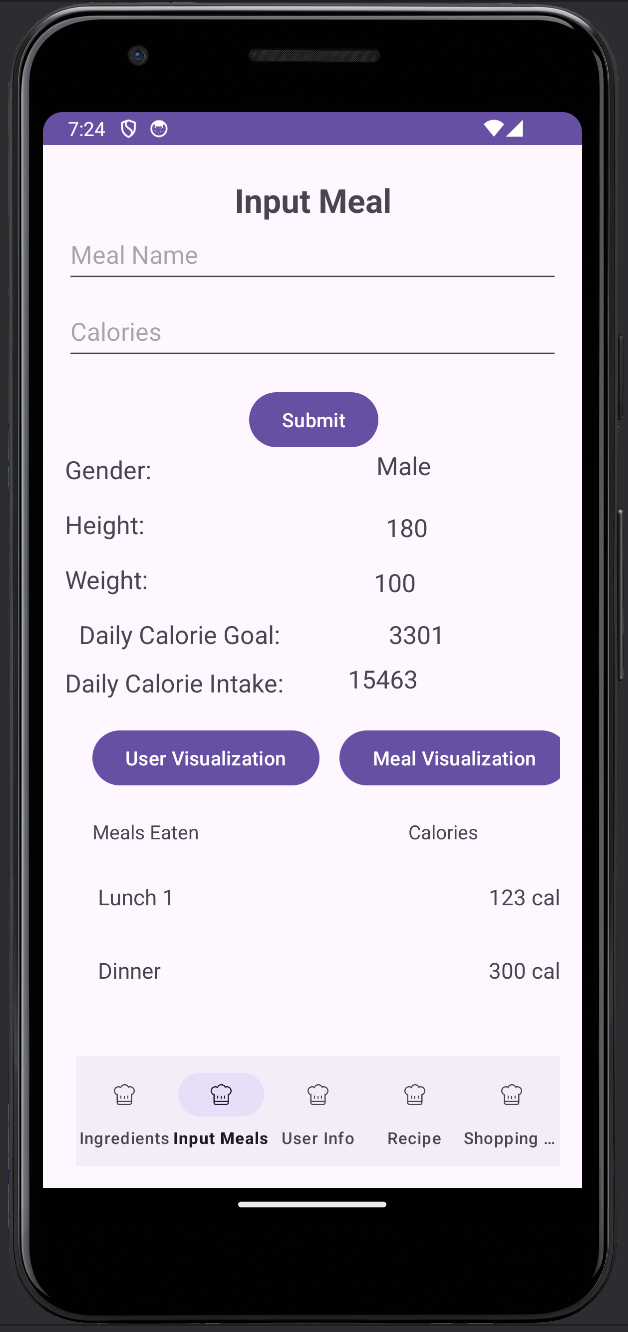 7:24
Input Meal
Meal Name
Calories
Submit
Gender: Male
Height: 180
Weight: 100
Daily Calorie Goal: 3301
Daily Calorie Intake: 15463
User Visualization Meal Visualization
Meals Eaten Calories
Lunch 1 123 cal
Dinner 300 cal
Ingredients Input Meals User Info Recipe Shopping ...